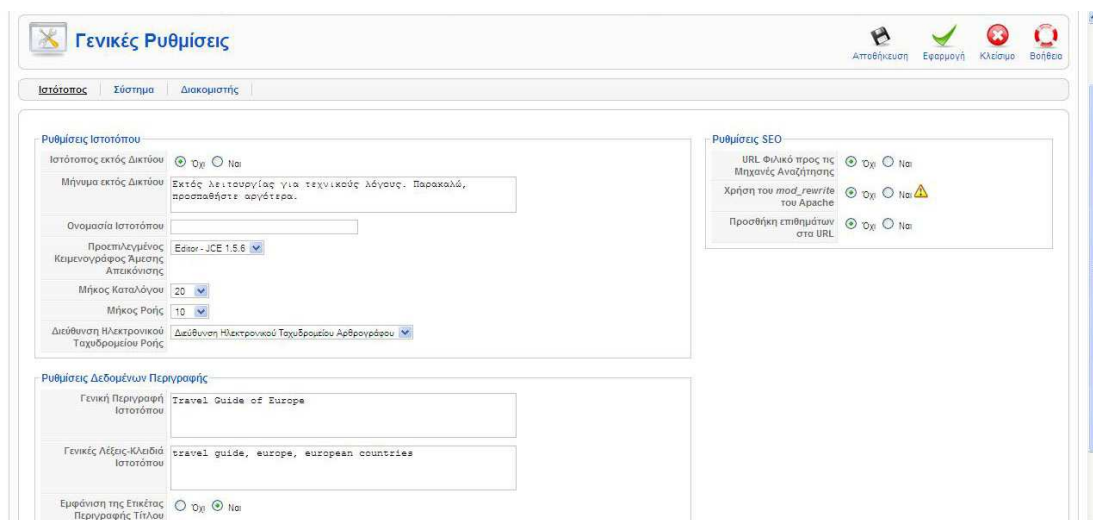 Γενικές Ρυθμίσεις
Αποθήκευση Εφαρμογή Κλείσιμο Βοήθεια
Ιστότοπος Σύστημα Διακομιστής
Ρυθμίσεις Ιστοτόπου
Ιστότοπος εκτός Δικτύου Όχι Ναι
Μήνυμα εκτός Δικτύου Εκτός λειτουργίας για τεχνικούς λόγους. Παρακαλώ,
προσπαθήστε αργότερα.
Ονομασία Ιστοτόπου
Προεπιλεγμένος
Κειμενογράφος Άμεσης
Απεικόνισης
Editor - JCE 1.5.6
Μήκος Καταλόγου 20
Μήκος Ροής 10
Διεύθυνση Ηλεκτρονικού
Ταχυδρομείου Ροής
Διεύθυνση Ηλεκτρονικού Ταχυδρομείου Αρθρογράφου
Ρυθμίσεις Δεδομένων Περιγραφής
Γενική Περιγραφή
Ιστοτόπου
Travel Guide of Europe
Γενικές Λέξεις-Κλειδιά
Ιστοτόπου
travel guide, europe, european countries
Εμφάνιση της Ετικέτας
Περιγραφής Τίτλου
Όχι Ναι
Ρυθμίσεις SEO
URL Φιλικό προς τις
Μηχανές Αναζήτησης
Όχι Ναι
Χρήση του mod_rewrite
του Apache
Όχι Ναι
Προσθήκη επιθημάτων
στα URL
Όχι Ναι